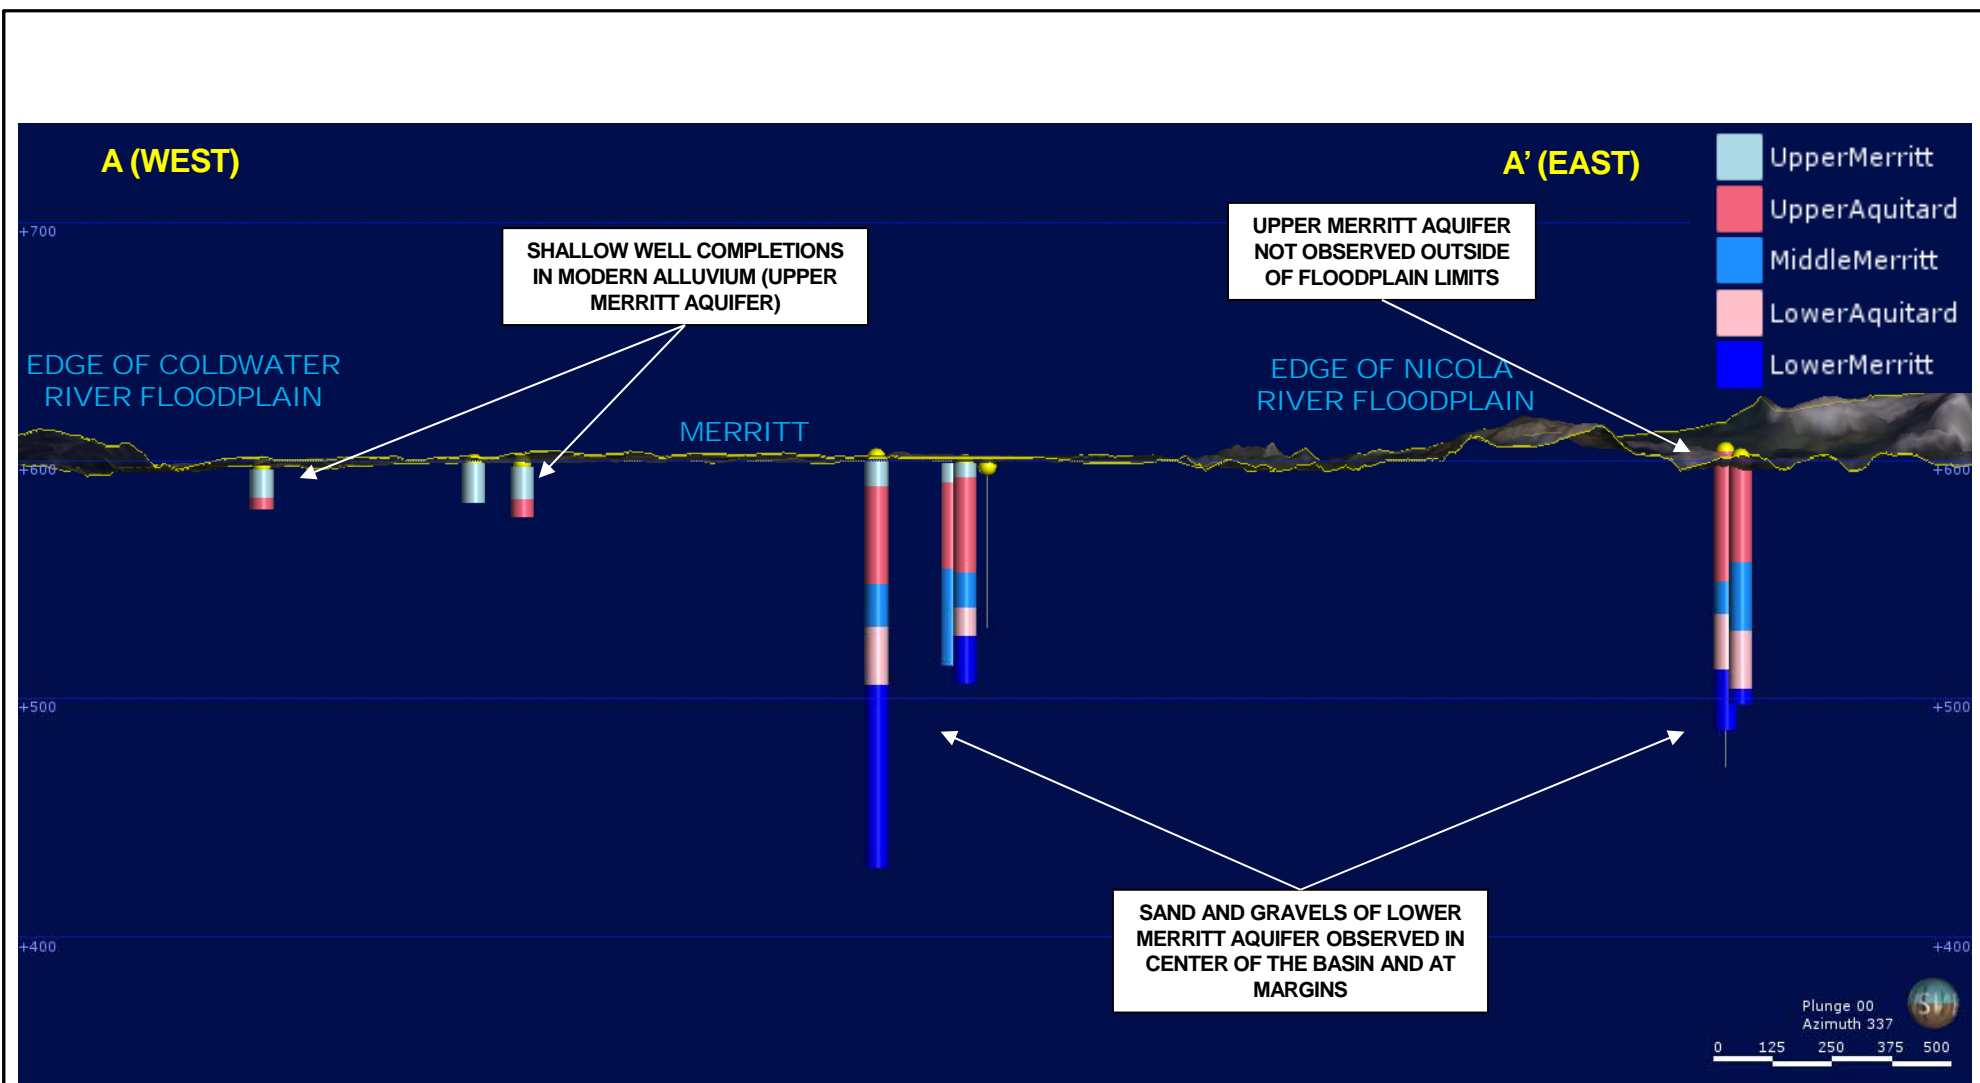 A (WEST)
A' (EAST)
UpperMerritt
UpperAquitard
MiddleMerritt
LowerAquitard
LowerMerritt
+700
SHALLOW WELL COMPLETIONS
IN MODERN ALLUVIUM (UPPER
MERRITT AQUIFER)
UPPER MERRITT AQUIFER
NOT OBSERVED OUTSIDE
OF FLOODPLAIN LIMITS
EDGE OF COLDWATER
RIVER FLOODPLAIN
MERRITT
EDGE OF NICOLA
RIVER FLOODPLAIN
+600
+600
+500
+500
+400
+400
SAND AND GRAVELS OF LOWER
MERRITT AQUIFER OBSERVED IN
CENTER OF THE BASIN AND AT
MARGINS
Plunge 00
Azimuth 337
0 125 250 375 500